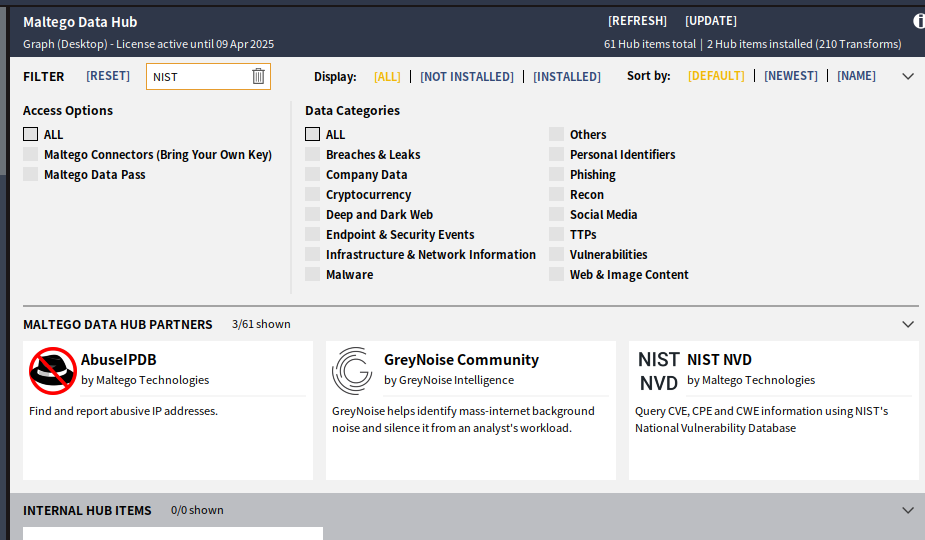 Maltego Data Hub
[REFRESH] [UPDATE]
Graph (Desktop) - License active until 09 Apr 2025
61 Hub items total | 2 Hub items installed (210 Transforms)
FILTER [RESET] NIST Display: [ALL] | [NOT INSTALLED] | [INSTALLED] Sort by: [DEFAULT] | [NEWEST] | [NAME]
Access Options
ALL
Maltego Connectors (Bring Your Own Key)
Maltego Data Pass
Data Categories
ALL
Breaches & Leaks
Company Data
Cryptocurrency
Deep and Dark Web
Endpoint & Security Events
Infrastructure & Network Information
Malware
Others
Personal Identifiers
Phishing
Recon
Social Media
TTPs
Vulnerabilities
Web & Image Content
MALTEGO DATA HUB PARTNERS 3/61 shown
AbuseIPDB
by Maltego Technologies
Find and report abusive IP addresses.
GreyNoise Community
by GreyNoise Intelligence
GreyNoise helps identify mass-internet background
noise and silence it from an analyst's workload.
NIST
NVD
NIST NVD
by Maltego Technologies
Query CVE, CPE and CWE information using NIST's
National Vulnerability Database
INTERNAL HUB ITEMS 0/0 shown